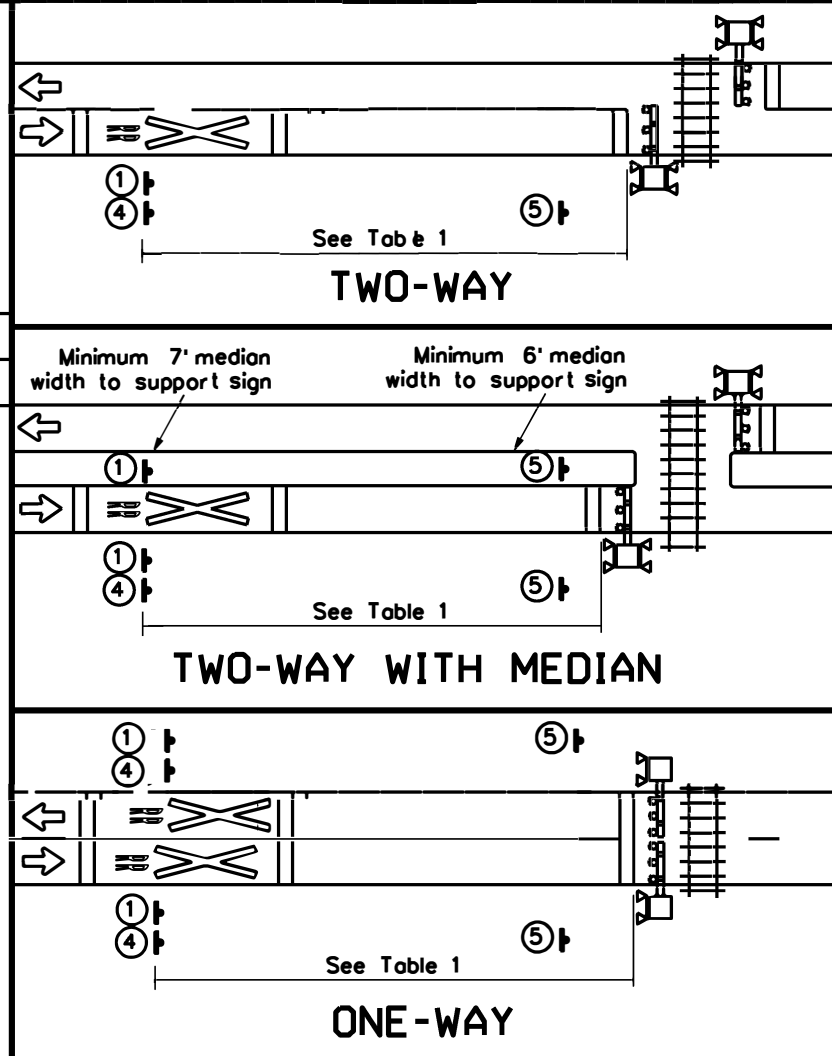 1
4
5
See Table 1
TWO-WAY
Minimum 7' median
width to support sign
Minimum 6' median
width to support sign
1
5
1
4
5
See Table 1
TWO-WAY WITH MEDIAN
1
4
5
1
4
5
See Table 1
ONE-WAY